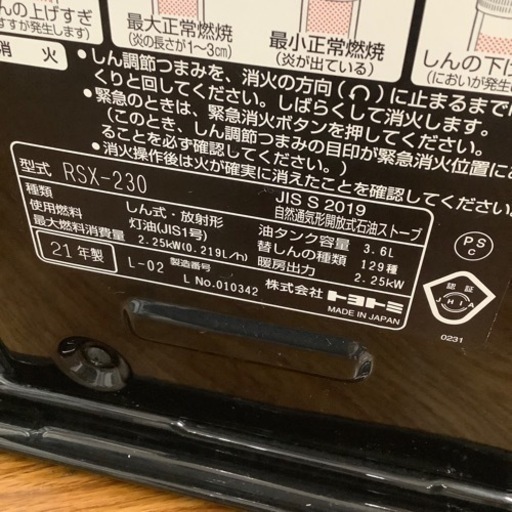 んの上げすぎ
すすが発生します)
最大正常燃焼
(炎の長さが1~3cm)
最小正常燃焼
(炎が出ている)
しんの下げ
(においが発生し
消火
●しん調節つまみを、消火の方向( )に止まるまで
くりと回してください。しばらくして消火します。
●緊急のときは、緊急消火ボタンを押してください。
(このとき、しん調節つまみの目印が緊急消火位置にあ
ることを必ず確認してください。)
●消火操作後は火が確実に消えたことを確認してください
型式 RSX-230
JIS S 2019
自然通気形開放式石油ストーブ
種類 しん式・放射形
使用燃料 灯油(JIS1号)
最大燃料消費量 2.25kW(0.219L/h)
油タンク容量 3.6L
替しんの種類 129種
暖房出力 2.25kW
21年製
L-02 製造番号
L No.010342
株式会社トヨトミ
MADE IN JAPAN
PS
C
認証
JHIA
0231